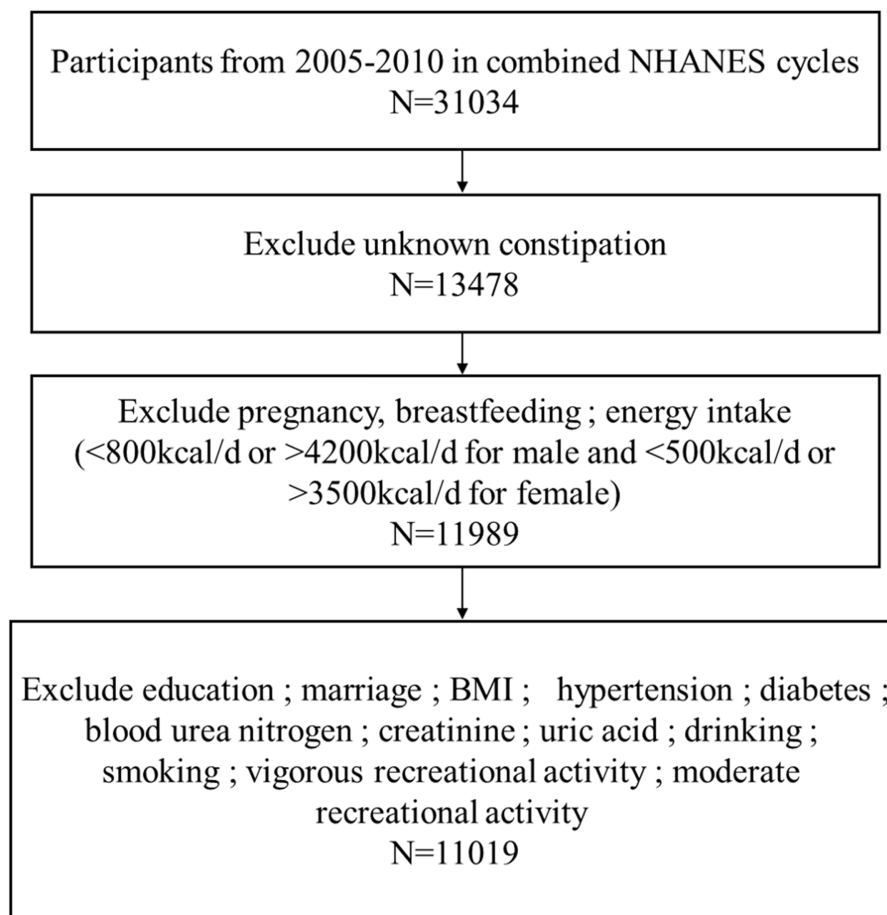 Participants from 2005-2010 in combined NHANES cycles
N=31034
Exclude unknown constipation
N=13478
Exclude pregnancy, breastfeeding ; energy intake
(<800kcal/d or >4200kcal/d for male and <500kcal/d or
>3500kcal/d for female)
N=11989
Exclude education ; marriage ; BMI ; hypertension ; diabetes ;
blood urea nitrogen ; creatinine ; uric acid ; drinking ;
smoking ; vigorous recreational activity ; moderate
recreational activity
N=11019